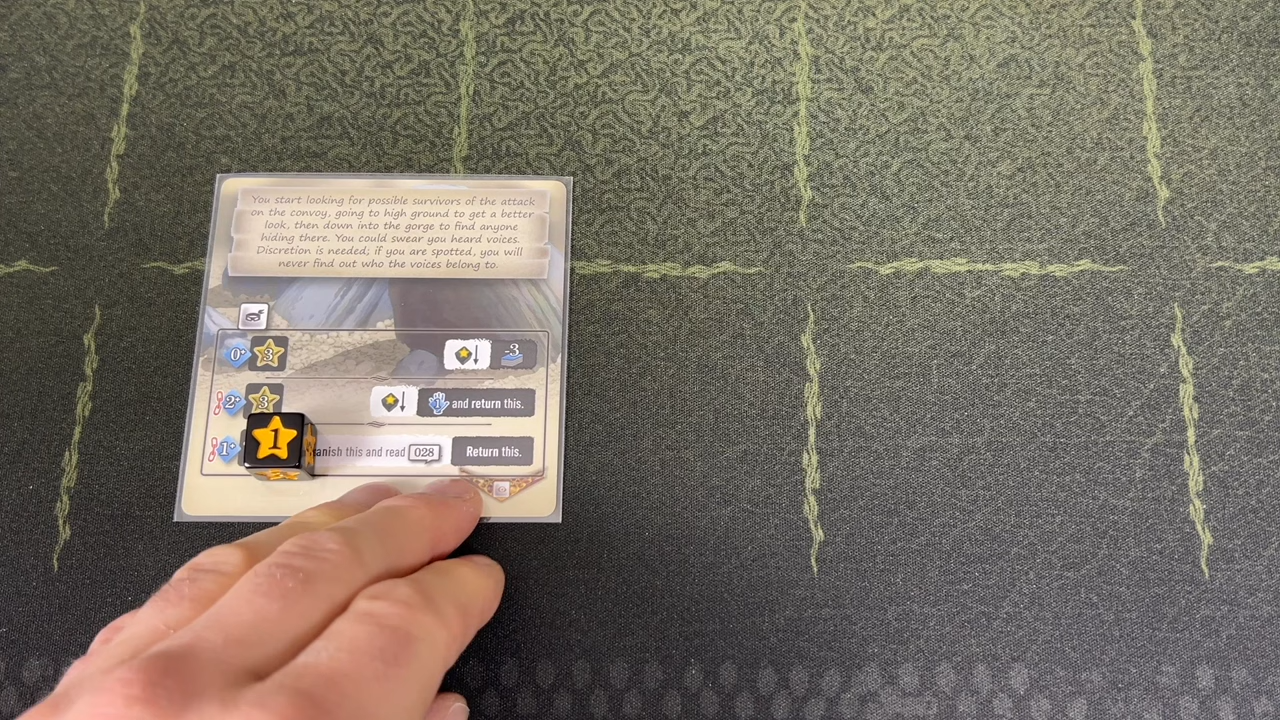 You start looking for possible survivors of the attack
on the convoy, going to high ground to get a better
look, then down into the gorge to find anyone
hiding there. You could swear you heard voices.
Discretion is needed; if you are spotted, you will
never find out who the voices belong to.
0+ 3 -3
2+ 3 1 and return this.
1+ 1 anish this and read 028 Return this.